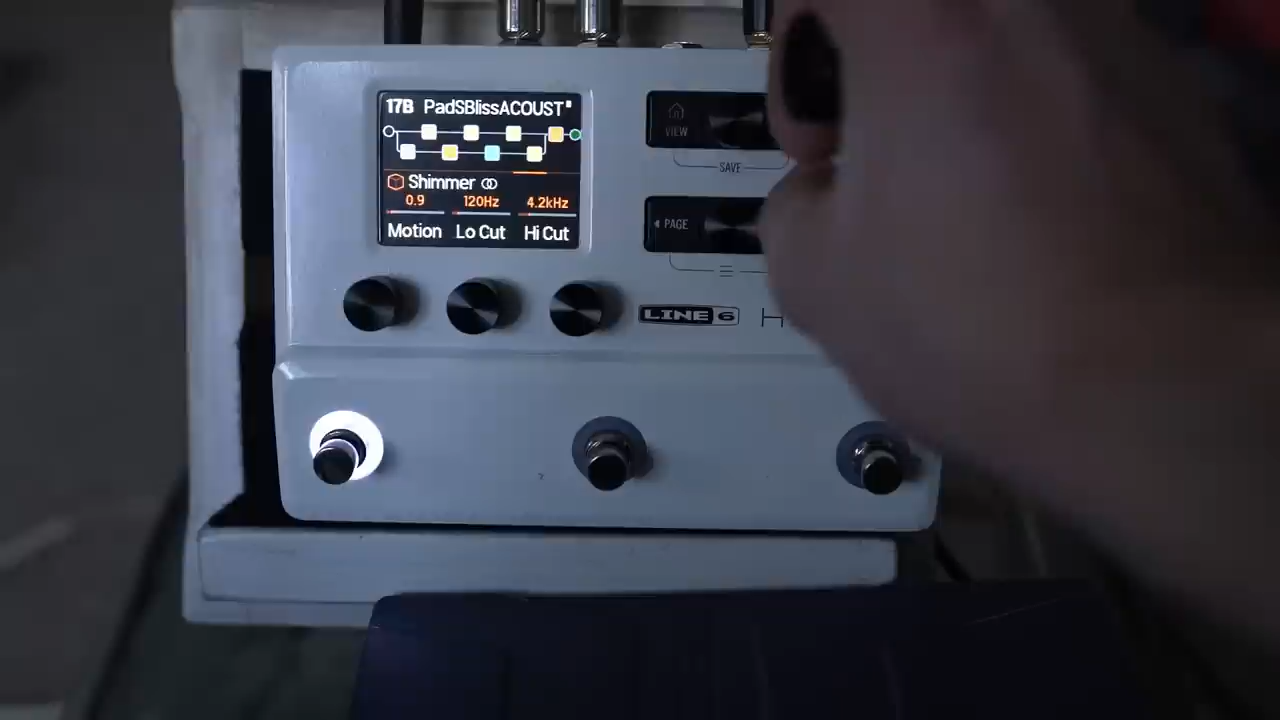 17B PadSBlissACOUST
Shimmer
0.9 120Hz 4.2kHz
Motion Lo Cut Hi Cut
VIEW
SAVE
PAGE
LINE 6